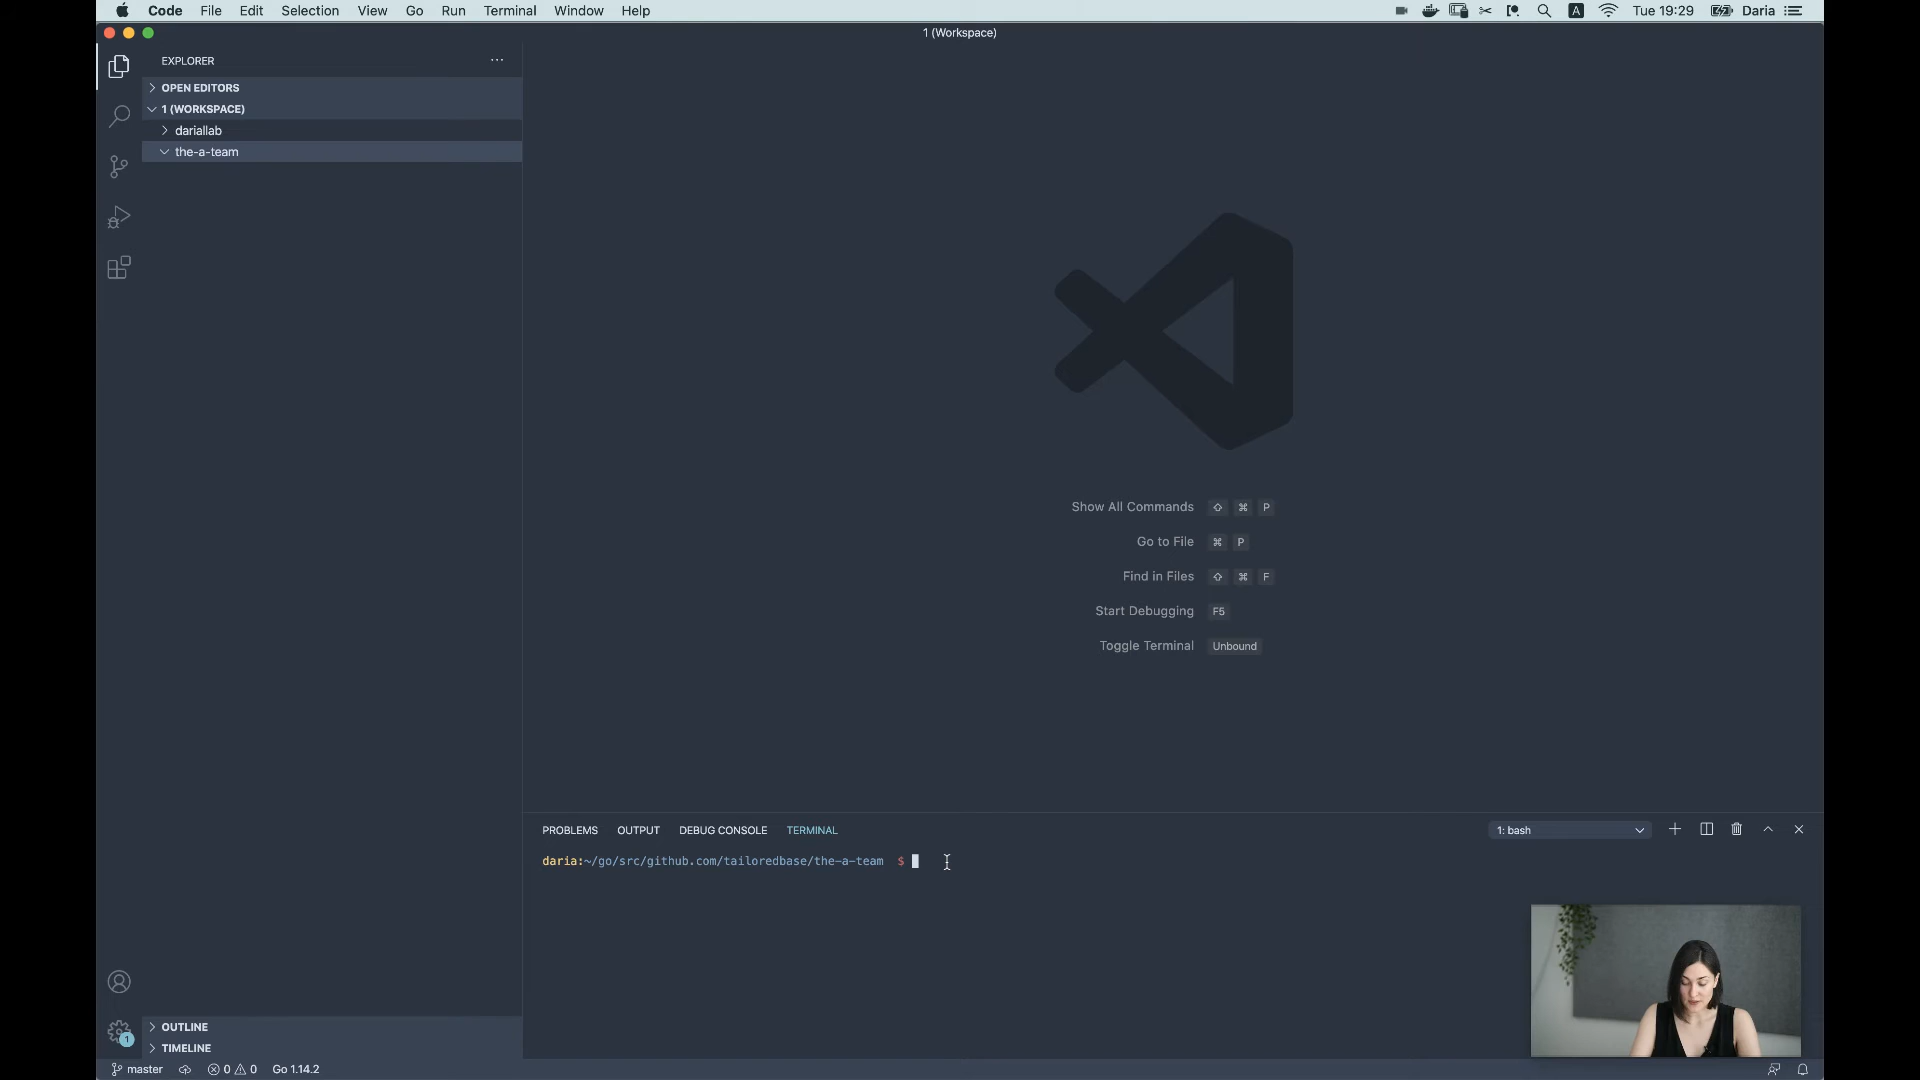 Code File Edit Selection View Go Run Terminal Window Help
A Tue 19:29 Daria
1 (Workspace)
EXPLORER
OPEN EDITORS
1 (WORKSPACE)
dariallab
the-a-team
Show All Commands ⇧ ⌘ P
Go to File ⌘ P
Find in Files ⇧ ⌘ F
Start Debugging F5
Toggle Terminal Unbound
PROBLEMS OUTPUT DEBUG CONSOLE TERMINAL 1: bash
daria:~/go/src/github.com/tailoredbase/the-a-team $
1
OUTLINE
TIMELINE
master 0 0 Go 1.14.2